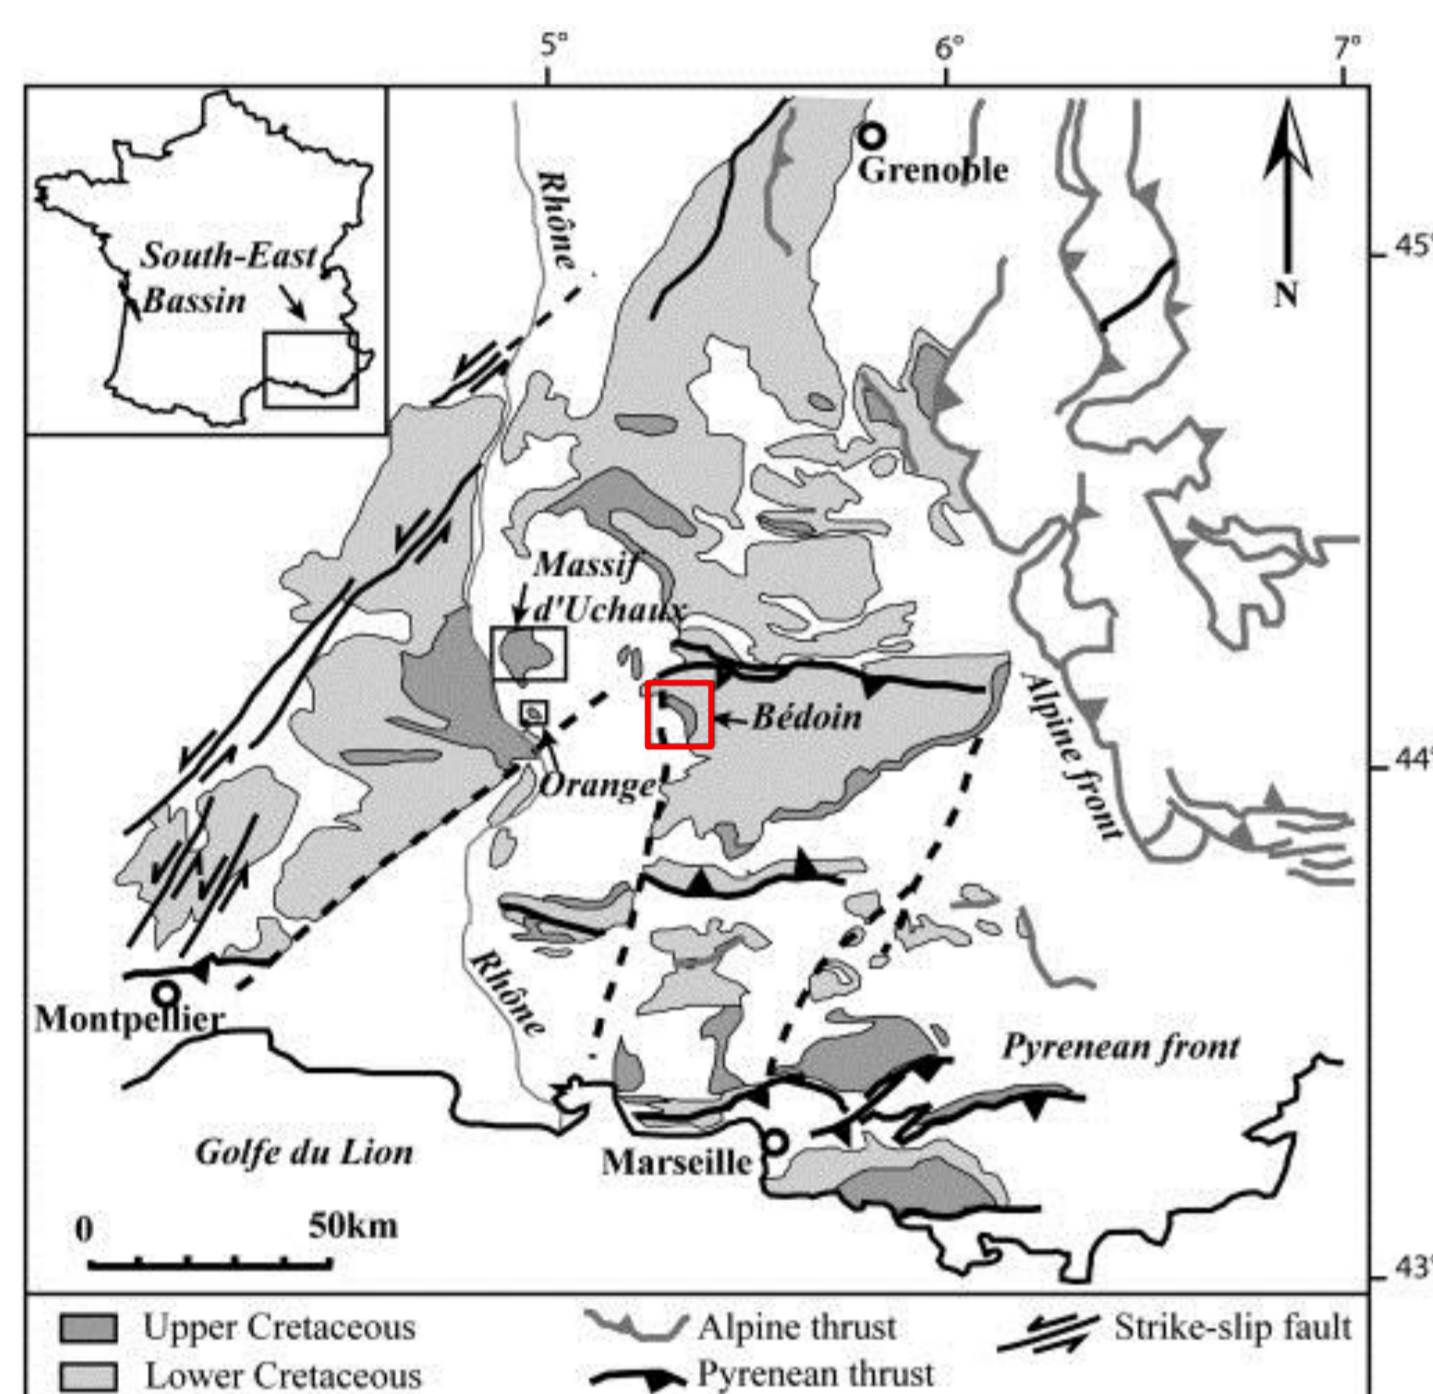 5°
6°
7°
Rhône
Grenoble
South-East
Bassin
45°
N
Massif
d'Uchaux
Bédoin
Alpine front
44°
Orange
Rhône
Montpellier
Pyrenean front
Golfe du Lion
Marseille
0
50km
43°
Upper Cretaceous
Alpine thrust
Strike-slip fault
Lower Cretaceous
Pyrenean thrust